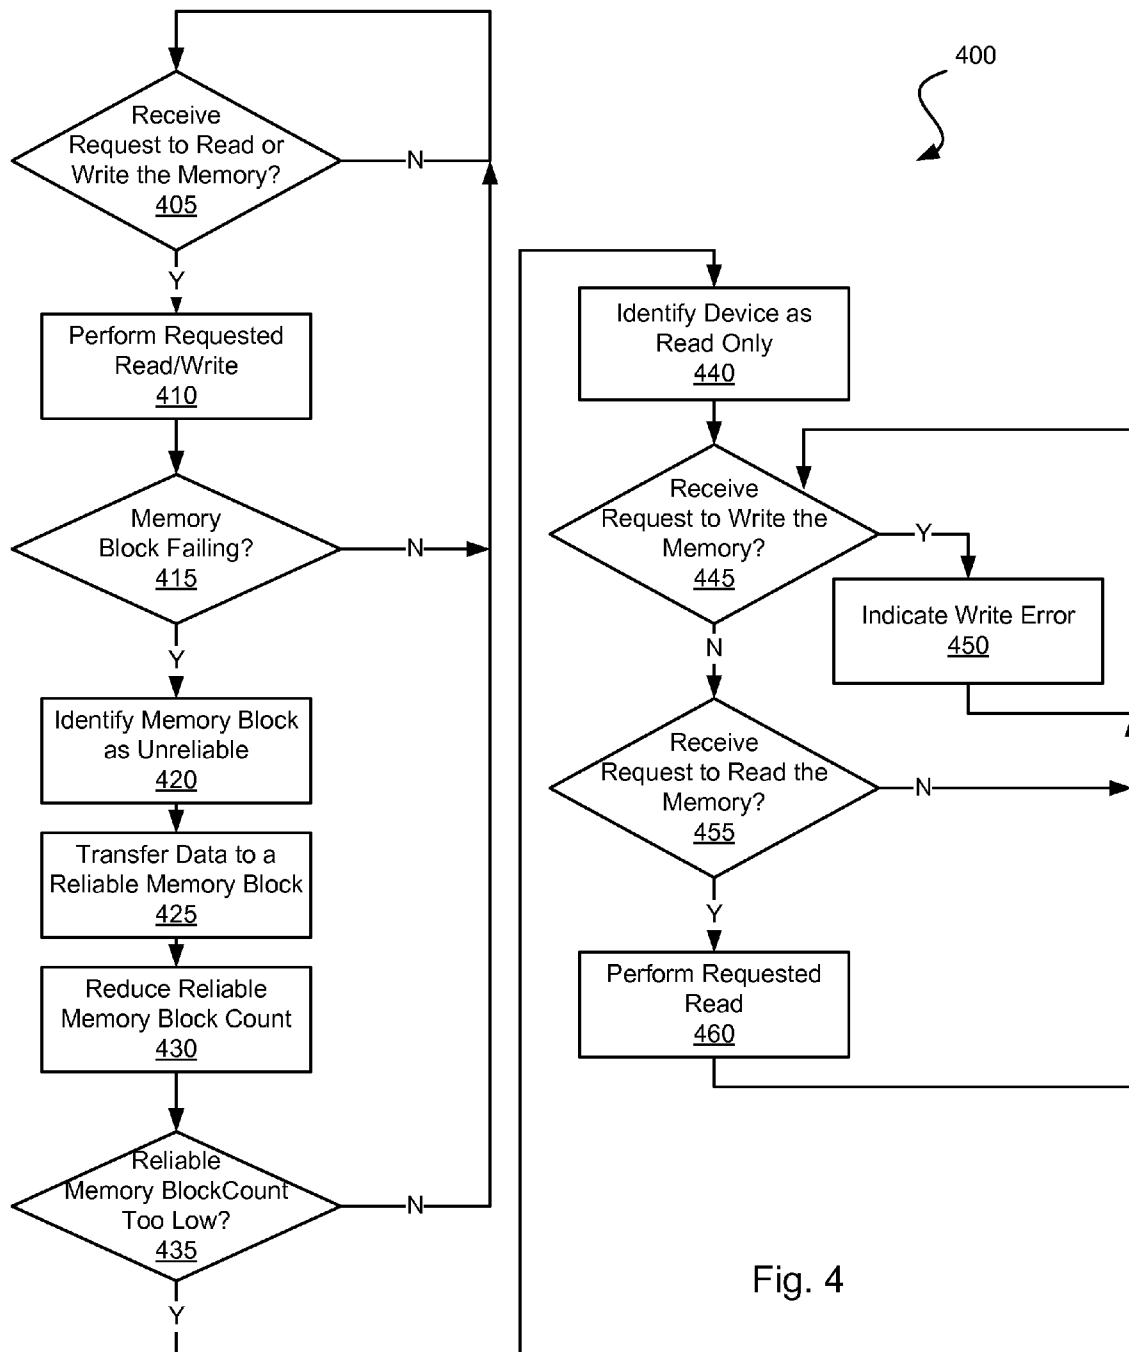 400
Receive
Request to Read or
Write the Memory?
405
N
Y
Perform Requested
Read/Write
410
Memory
Block Failing?
415
N
Y
Identify Memory Block
as Unreliable
420
Transfer Data to a
Reliable Memory Block
425
Reduce Reliable
Memory Block Count
430
Reliable
Memory BlockCount
Too Low?
435
N
Y
Identify Device as
Read Only
440
Receive
Request to Write the
Memory?
445
Y
Indicate Write Error
450
N
Receive
Request to Read the
Memory?
455
N
Y
Perform Requested
Read
460
Fig. 4